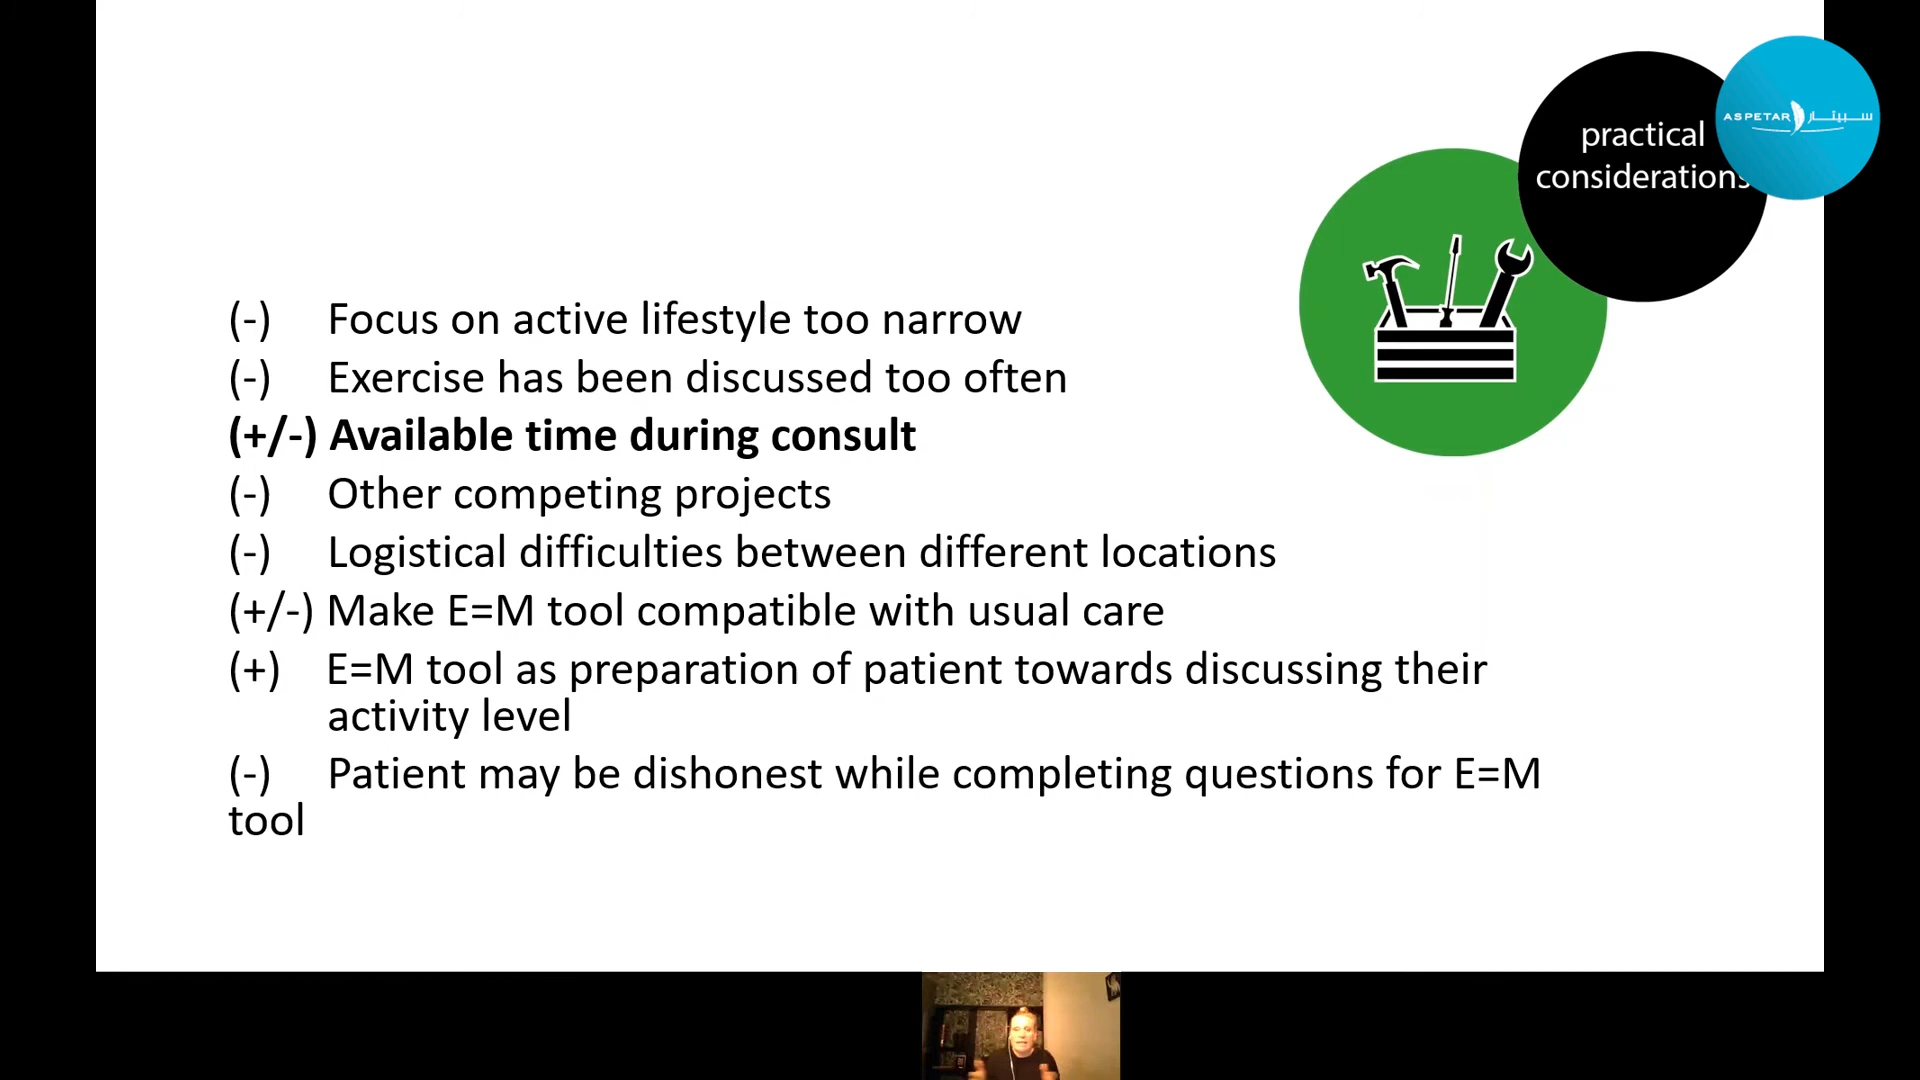 practical
considerations
ASPETAR سبيتار
(-) Focus on active lifestyle too narrow
(-) Exercise has been discussed too often
(+/-) Available time during consult
(-) Other competing projects
(-) Logistical difficulties between different locations
(+/-) Make E=M tool compatible with usual care
(+) E=M tool as preparation of patient towards discussing their
activity level
(-) Patient may be dishonest while completing questions for E=M
tool